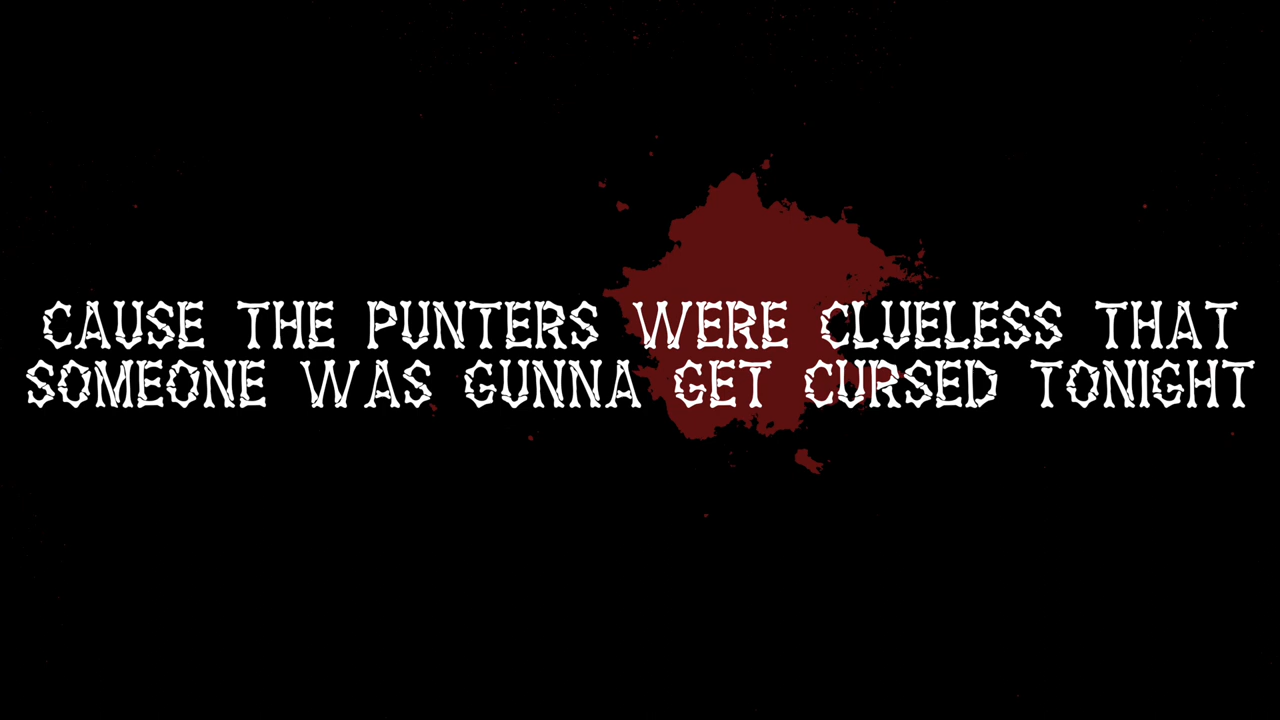 CAUSE THE PUNTERS WERE CLUELESS THAT
SOMEONE WAS GUNNA GET CURSED TONIGHT